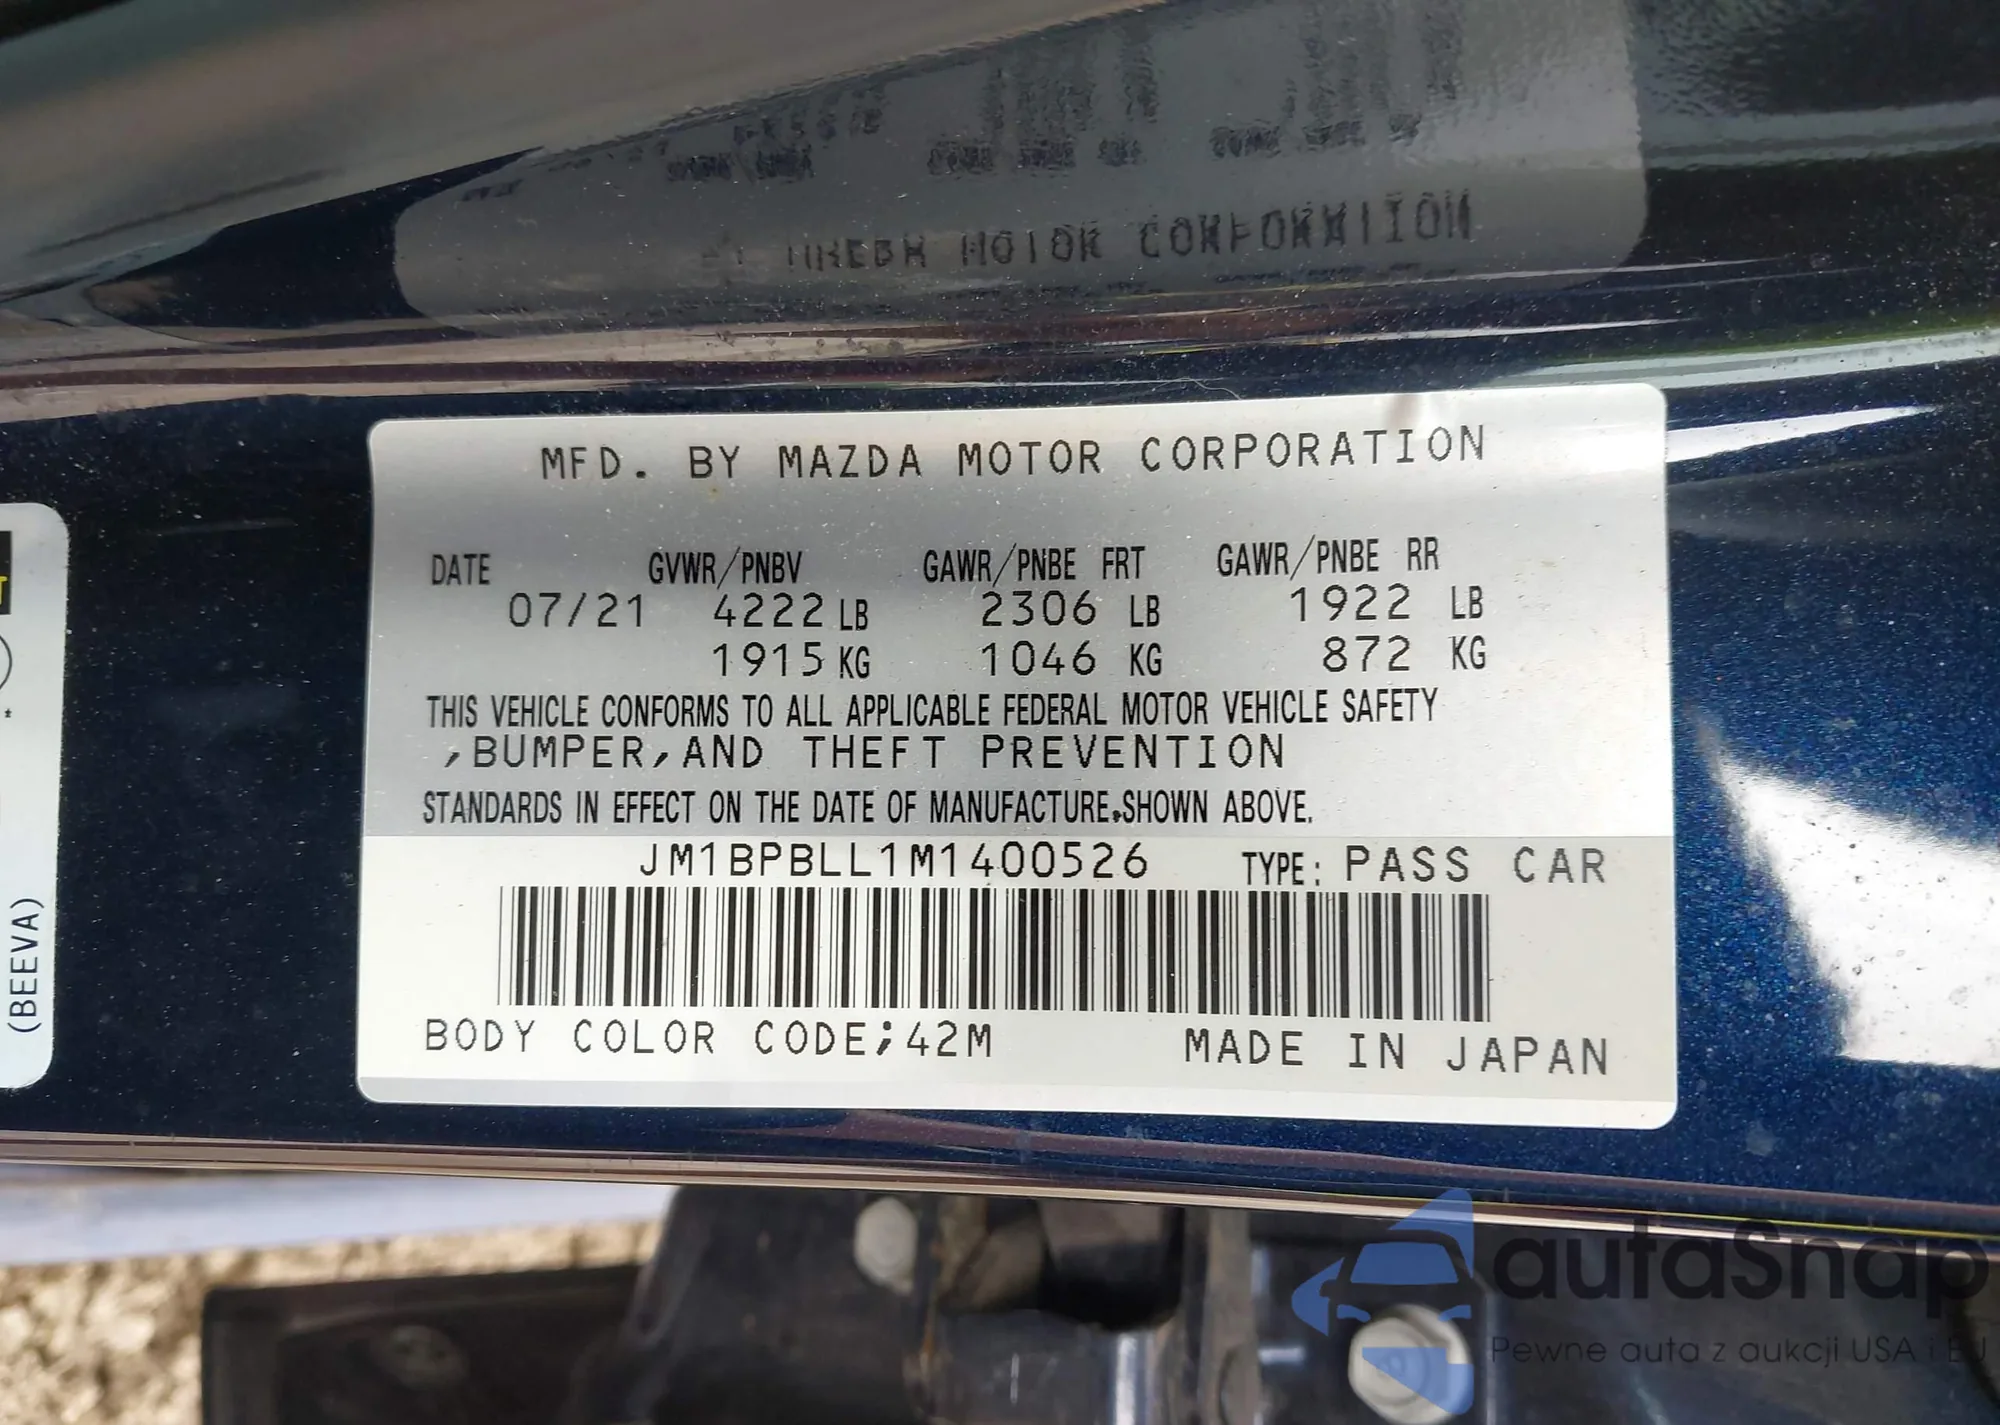 MFD. BY MAZDA MOTOR CORPORATION
DATE GVWR/PNBV GAWR/PNBE FRT GAWR/PNBE RR
07/21 4222 LB 2306 LB 1922 LB
1915 KG 1046 KG 872 KG
THIS VEHICLE CONFORMS TO ALL APPLICABLE FEDERAL MOTOR VEHICLE SAFETY
,BUMPER,AND THEFT PREVENTION
STANDARDS IN EFFECT ON THE DATE OF MANUFACTURE SHOWN ABOVE.
JM1BPBLL1M1400526 TYPE: PASS CAR
BODY COLOR CODE;42M MADE IN JAPAN
(BEEVA)
autaSnap
Pewne auta z aukcji USA i EU